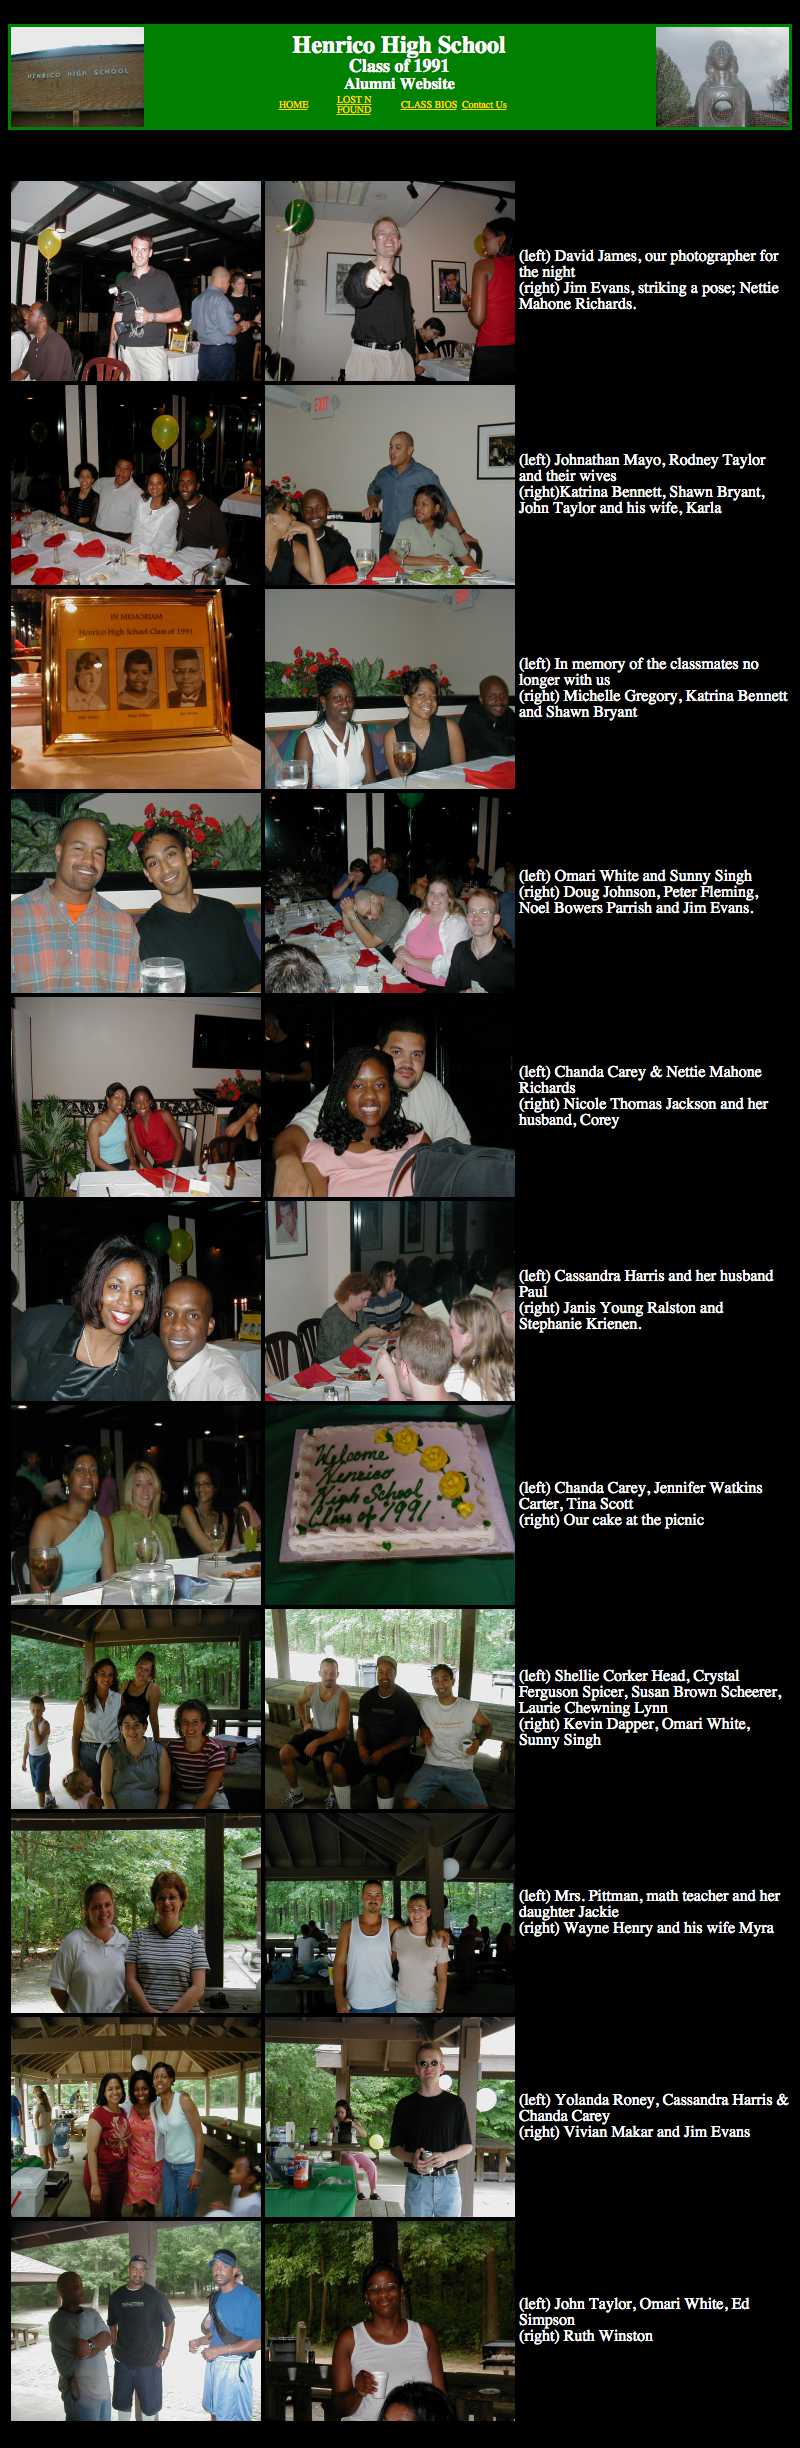 HENRICO HIGH SCHOOL
Henrico High School
Class of 1991
Alumni Website
HOME
LOST N
FOUND
CLASS BIOS
Contact Us
(left) David James, our photographer for
the night
(right) Jim Evans, striking a pose; Nettie
Mahone Richards.
EXIT
(left) Johnathan Mayo, Rodney Taylor
and their wives
(right)Katrina Bennett, Shawn Bryant,
John Taylor and his wife, Karla
IN MEMORIAM
Henrico High School Class of 1991
(left) In memory of the classmates no
longer with us
(right) Michelle Gregory, Katrina Bennett
and Shawn Bryant
(left) Omari White and Sunny Singh
(right) Doug Johnson, Peter Fleming,
Noel Bowers Parrish and Jim Evans.
(left) Chanda Carey & Nettie Mahone
Richards
(right) Nicole Thomas Jackson and her
husband, Corey
(left) Cassandra Harris and her husband
Paul
(right) Janis Young Ralston and
Stephanie Krienen.
Welcome
Henrico
High School
Class of 1991
(left) Chanda Carey, Jennifer Watkins
Carter, Tina Scott
(right) Our cake at the picnic
(left) Shellie Corker Head, Crystal
Ferguson Spicer, Susan Brown Scheerer,
Laurie Chewning Lynn
(right) Kevin Dapper, Omari White,
Sunny Singh
(left) Mrs. Pittman, math teacher and her
daughter Jackie
(right) Wayne Henry and his wife Myra
(left) Yolanda Roney, Cassandra Harris &
Chanda Carey
(right) Vivian Makar and Jim Evans
(left) John Taylor, Omari White, Ed
Simpson
(right) Ruth Winston